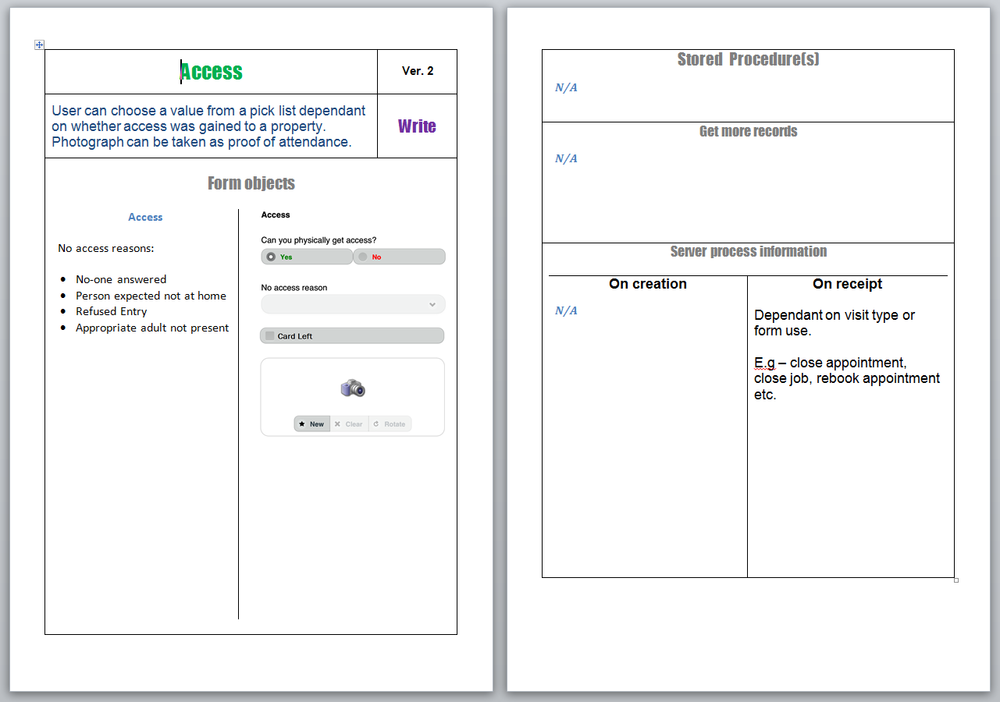 Access
Ver. 2
User can choose a value from a pick list dependant
on whether access was gained to a property.
Photograph can be taken as proof of attendance.
Write
Form objects
Access
No access reasons:
• No-one answered
• Person expected not at home
• Refused Entry
• Appropriate adult not present
Access
Can you physically get access?
Yes
No
No access reason
Card Left
New
Clear
Rotate
Stored Procedure(s)
N/A
Get more records
N/A
Server process information
On creation
N/A
On receipt
Dependant on visit type or
form use.
E.g – close appointment,
close job, rebook appointment
etc.